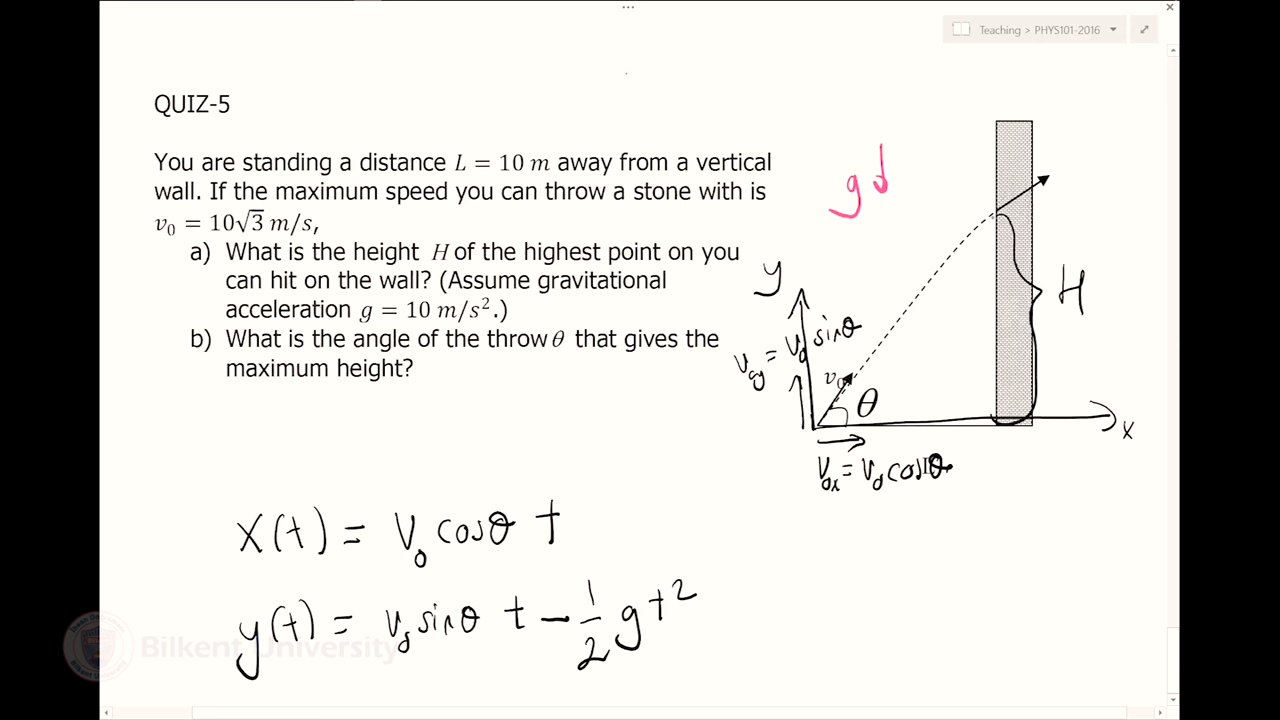 Teaching > PHYS101-2016
QUIZ-5
You are standing a distance L = 10 m away from a vertical
wall. If the maximum speed you can throw a stone with is
v₀ = 10√3 m/s,
a) What is the height H of the highest point on you
can hit on the wall? (Assume gravitational
acceleration g = 10 m/s².)
b) What is the angle of the throw θ that gives the
maximum height?
g↓
y
H
v₀y = v₀ sinθ
v₀
θ
x
v₀x = v₀ cosθ
x(t) = v₀ cosθ t
y(t) = v₀ sinθ t - 1/2 g t²
Bilkent University